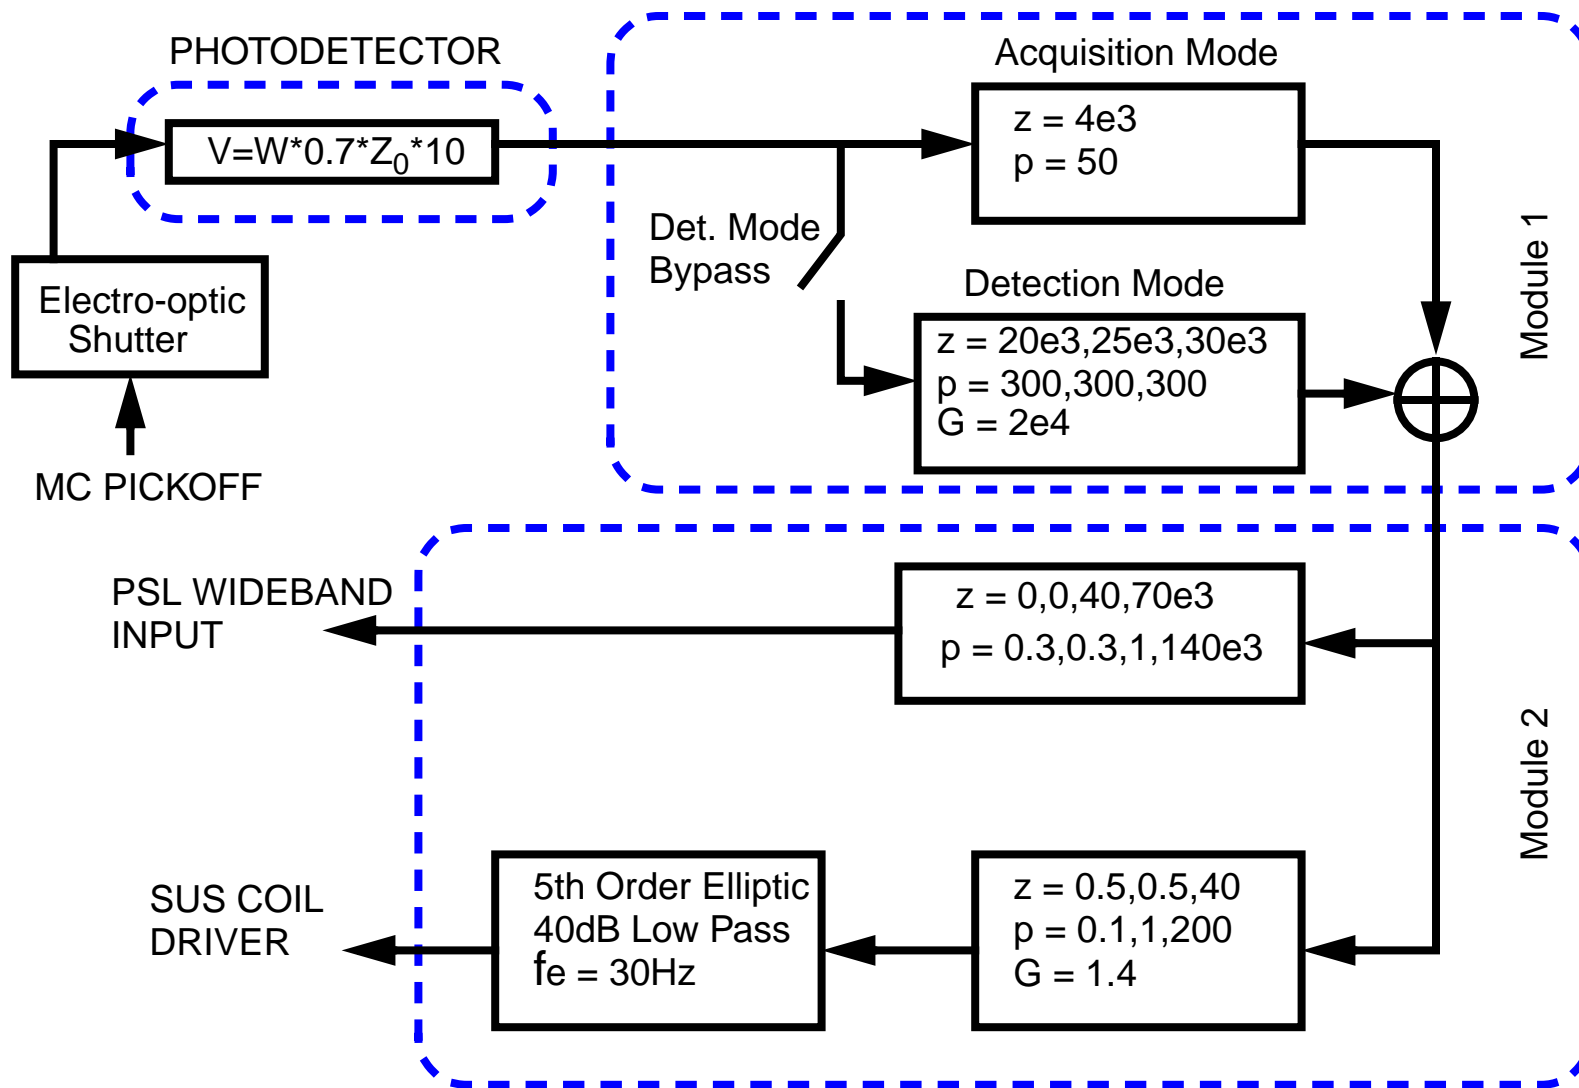 PHOTODETECTOR
V=W*0.7*Z0*10
Electro-optic
Shutter
MC PICKOFF
Acquisition Mode
z = 4e3
p = 50
Det. Mode
Bypass
Detection Mode
z = 20e3,25e3,30e3
p = 300,300,300
G = 2e4
Module 1
PSL WIDEBAND
INPUT
z = 0,0,40,70e3
p = 0.3,0.3,1,140e3
Module 2
SUS COIL
DRIVER
5th Order Elliptic
40dB Low Pass
fe = 30Hz
z = 0.5,0.5,40
p = 0.1,1,200
G = 1.4